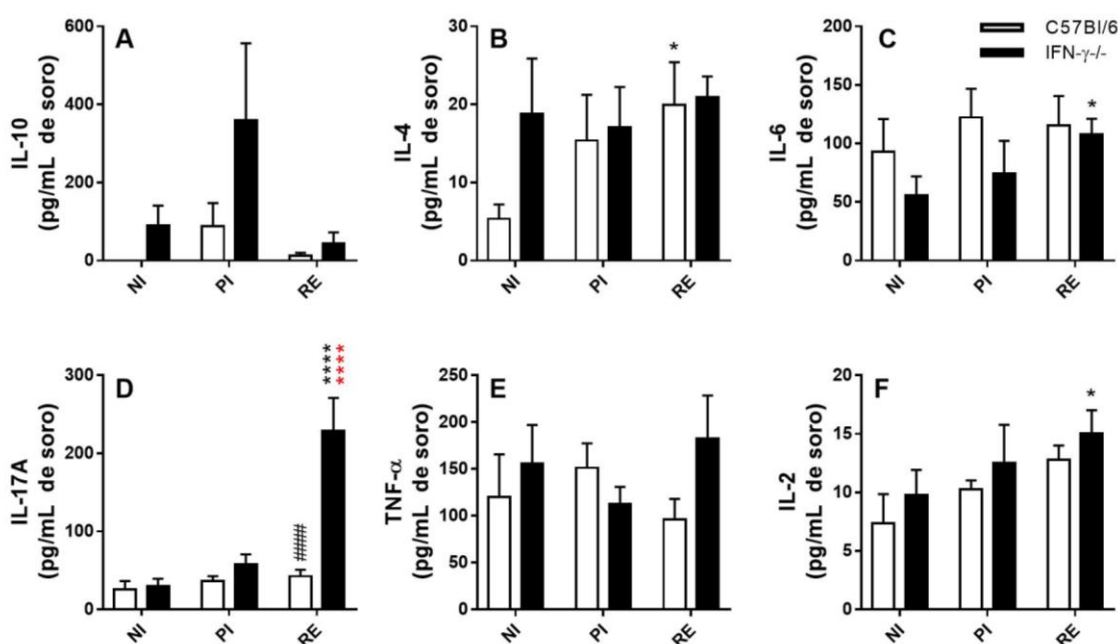 A
IL-10
(pg/mL de soro)
600
400
200
0
NI
PI
RE
B
IL-4
(pg/mL de soro)
30
20
10
0
*
NI
PI
RE
C
C57Bl/6
IFN-γ-/-
IL-6
(pg/mL de soro)
200
150
100
50
0
*
NI
PI
RE
D
IL-17A
(pg/mL de soro)
300
200
100
0
****
****
NI
PI
RE
E
TNF-α
(pg/mL de soro)
250
200
150
100
50
0
NI
PI
RE
F
IL-2
(pg/mL de soro)
20
15
10
5
0
*
NI
PI
RE